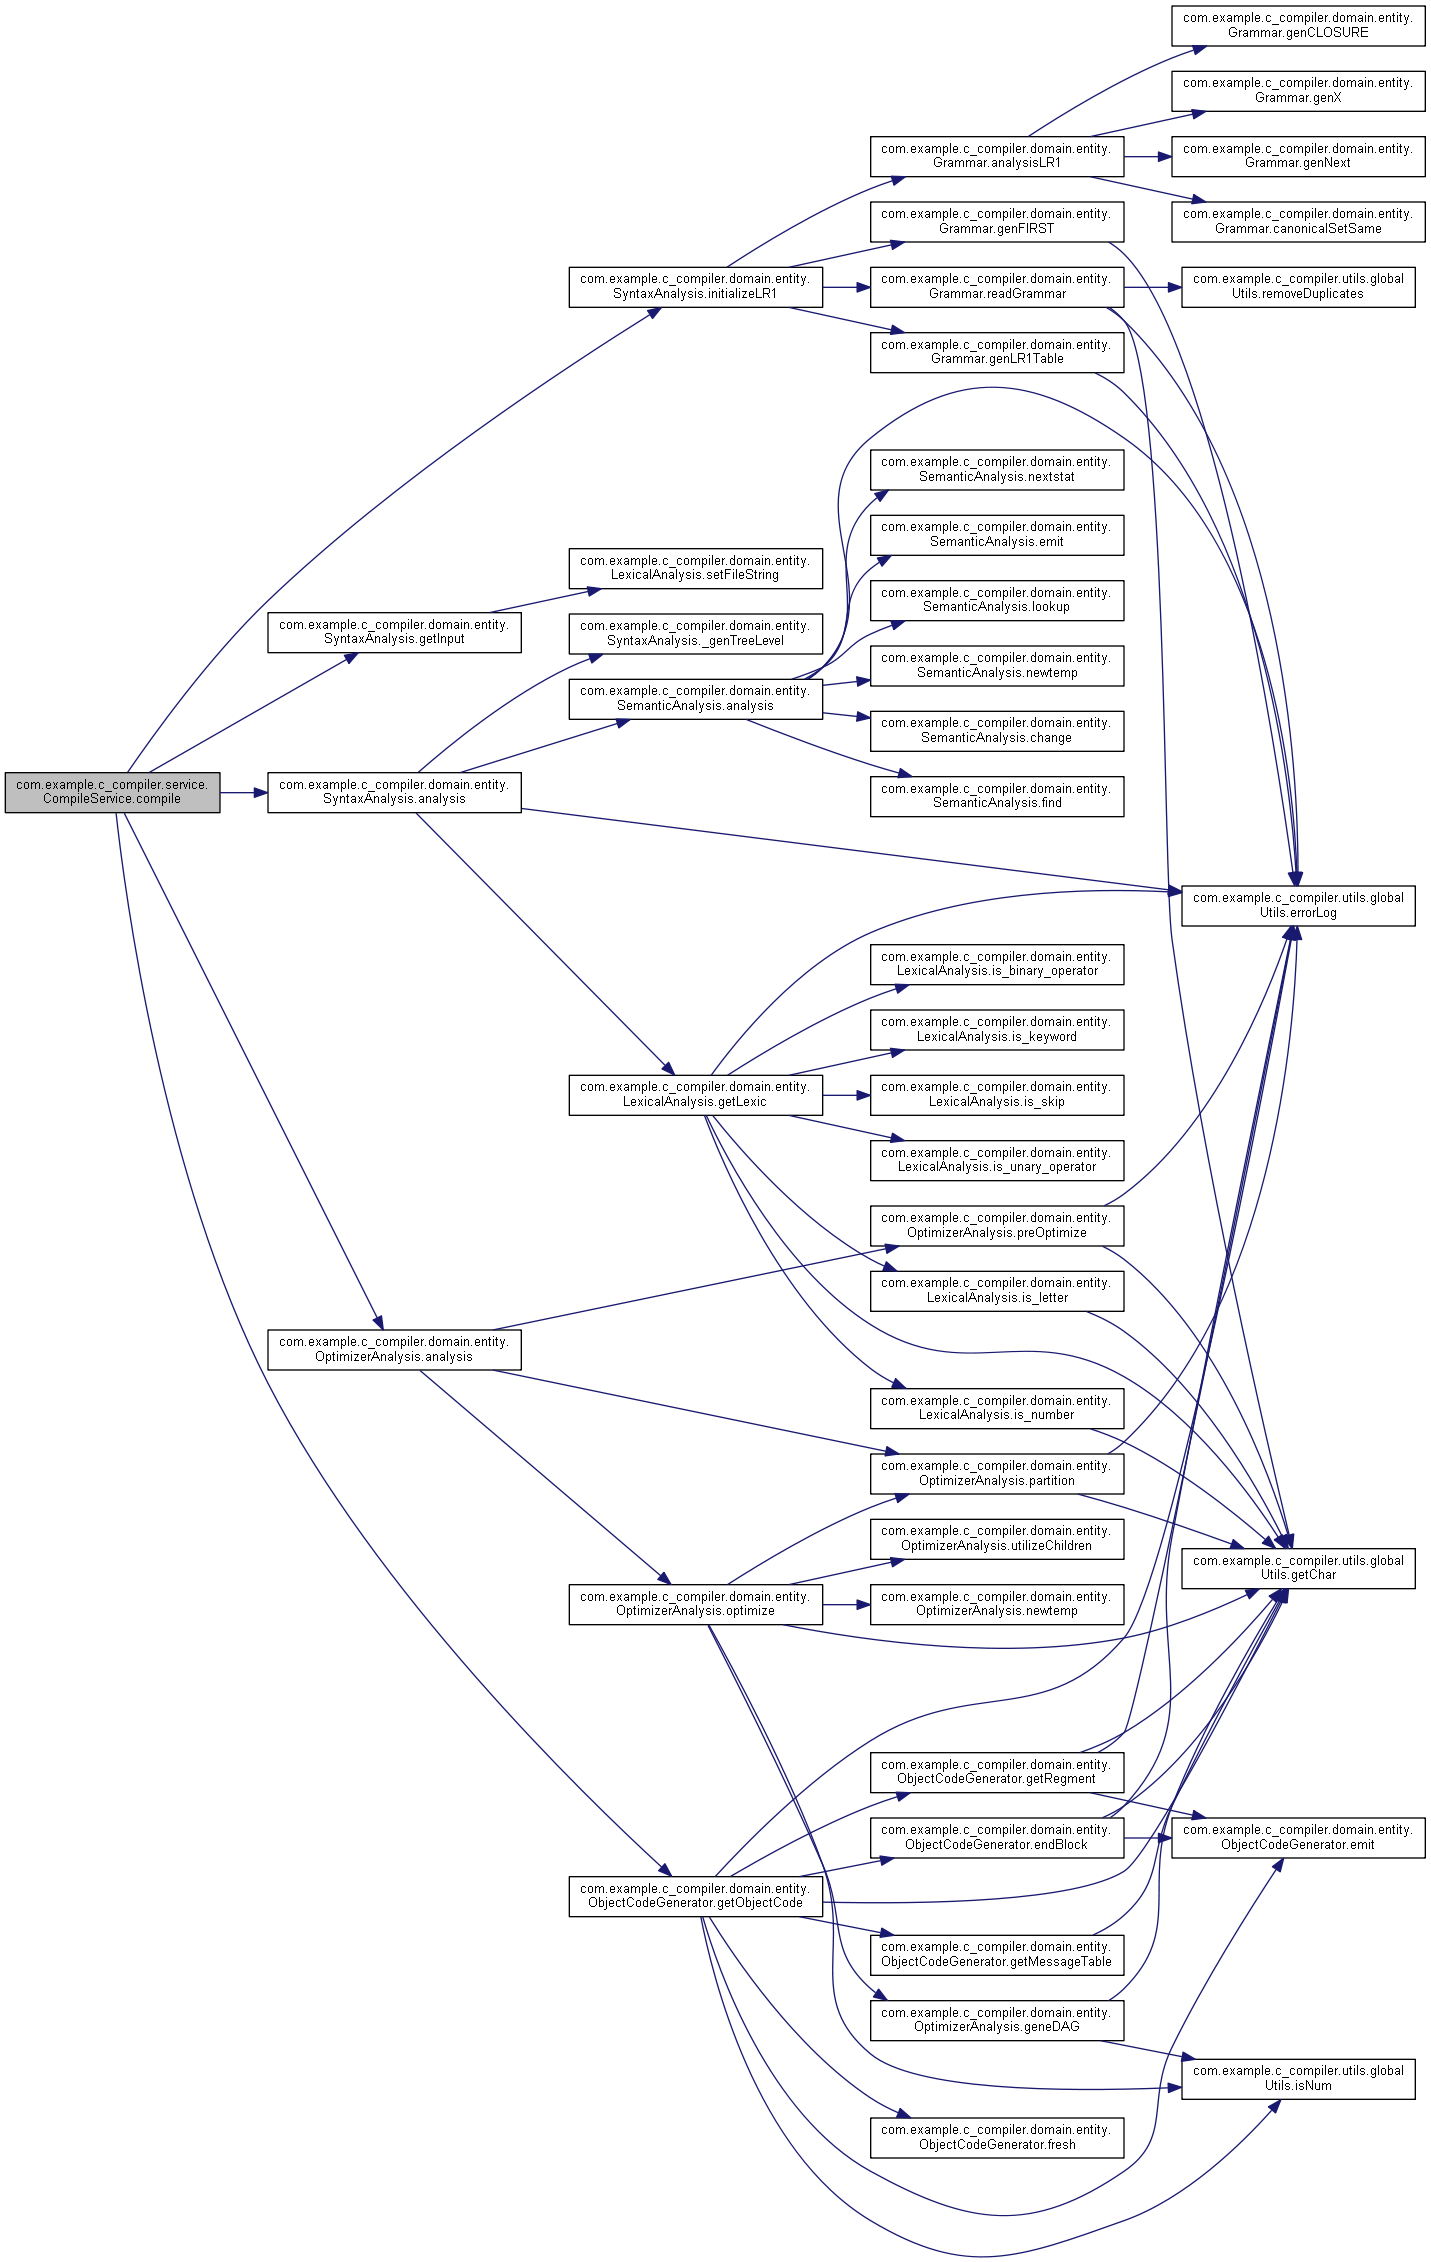 com.example.c_compiler.domain.entity.
Grammar.genCLOSURE
com.example.c_compiler.domain.entity.
Grammar.genX
com.example.c_compiler.domain.entity.
Grammar.analysisLR1
com.example.c_compiler.domain.entity.
Grammar.genNext
com.example.c_compiler.domain.entity.
Grammar.genFIRST
com.example.c_compiler.domain.entity.
Grammar.canonicalSetSame
com.example.c_compiler.domain.entity.
SyntaxAnalysis.initializeLR1
com.example.c_compiler.domain.entity.
Grammar.readGrammar
com.example.c_compiler.utils.global
Utils.removeDuplicates
com.example.c_compiler.domain.entity.
Grammar.genLR1Table
com.example.c_compiler.domain.entity.
SemanticAnalysis.nextstat
com.example.c_compiler.domain.entity.
SemanticAnalysis.emit
com.example.c_compiler.domain.entity.
LexicalAnalysis.setFileString
com.example.c_compiler.domain.entity.
SemanticAnalysis.lookup
com.example.c_compiler.domain.entity.
SyntaxAnalysis.getInput
com.example.c_compiler.domain.entity.
SyntaxAnalysis._genTreeLevel
com.example.c_compiler.domain.entity.
SemanticAnalysis.newtemp
com.example.c_compiler.domain.entity.
SemanticAnalysis.analysis
com.example.c_compiler.domain.entity.
SemanticAnalysis.change
com.example.c_compiler.service.
CompileService.compile
com.example.c_compiler.domain.entity.
SyntaxAnalysis.analysis
com.example.c_compiler.domain.entity.
SemanticAnalysis.find
com.example.c_compiler.utils.global
Utils.errorLog
com.example.c_compiler.domain.entity.
LexicalAnalysis.is_binary_operator
com.example.c_compiler.domain.entity.
LexicalAnalysis.is_keyword
com.example.c_compiler.domain.entity.
LexicalAnalysis.getLexic
com.example.c_compiler.domain.entity.
LexicalAnalysis.is_skip
com.example.c_compiler.domain.entity.
LexicalAnalysis.is_unary_operator
com.example.c_compiler.domain.entity.
OptimizerAnalysis.preOptimize
com.example.c_compiler.domain.entity.
LexicalAnalysis.is_letter
com.example.c_compiler.domain.entity.
OptimizerAnalysis.analysis
com.example.c_compiler.domain.entity.
LexicalAnalysis.is_number
com.example.c_compiler.domain.entity.
OptimizerAnalysis.partition
com.example.c_compiler.domain.entity.
OptimizerAnalysis.utilizeChildren
com.example.c_compiler.utils.global
Utils.getChar
com.example.c_compiler.domain.entity.
OptimizerAnalysis.optimize
com.example.c_compiler.domain.entity.
OptimizerAnalysis.newtemp
com.example.c_compiler.domain.entity.
ObjectCodeGenerator.getRegment
com.example.c_compiler.domain.entity.
ObjectCodeGenerator.endBlock
com.example.c_compiler.domain.entity.
ObjectCodeGenerator.emit
com.example.c_compiler.domain.entity.
ObjectCodeGenerator.getObjectCode
com.example.c_compiler.domain.entity.
ObjectCodeGenerator.getMessageTable
com.example.c_compiler.domain.entity.
OptimizerAnalysis.geneDAG
com.example.c_compiler.utils.global
Utils.isNum
com.example.c_compiler.domain.entity.
ObjectCodeGenerator.fresh